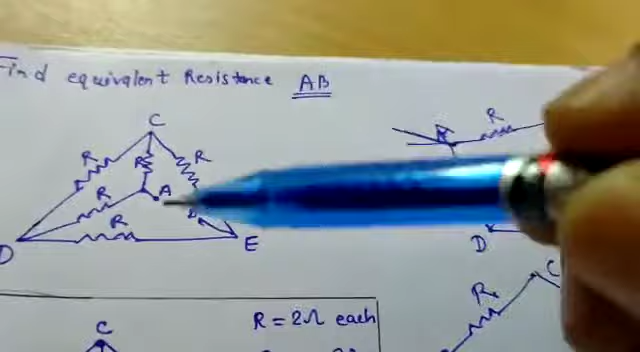 Find equivalent Resistance AB
C
R
R
R
R
A
R
D
E
R
D
R
C
C
R = 2Ω each